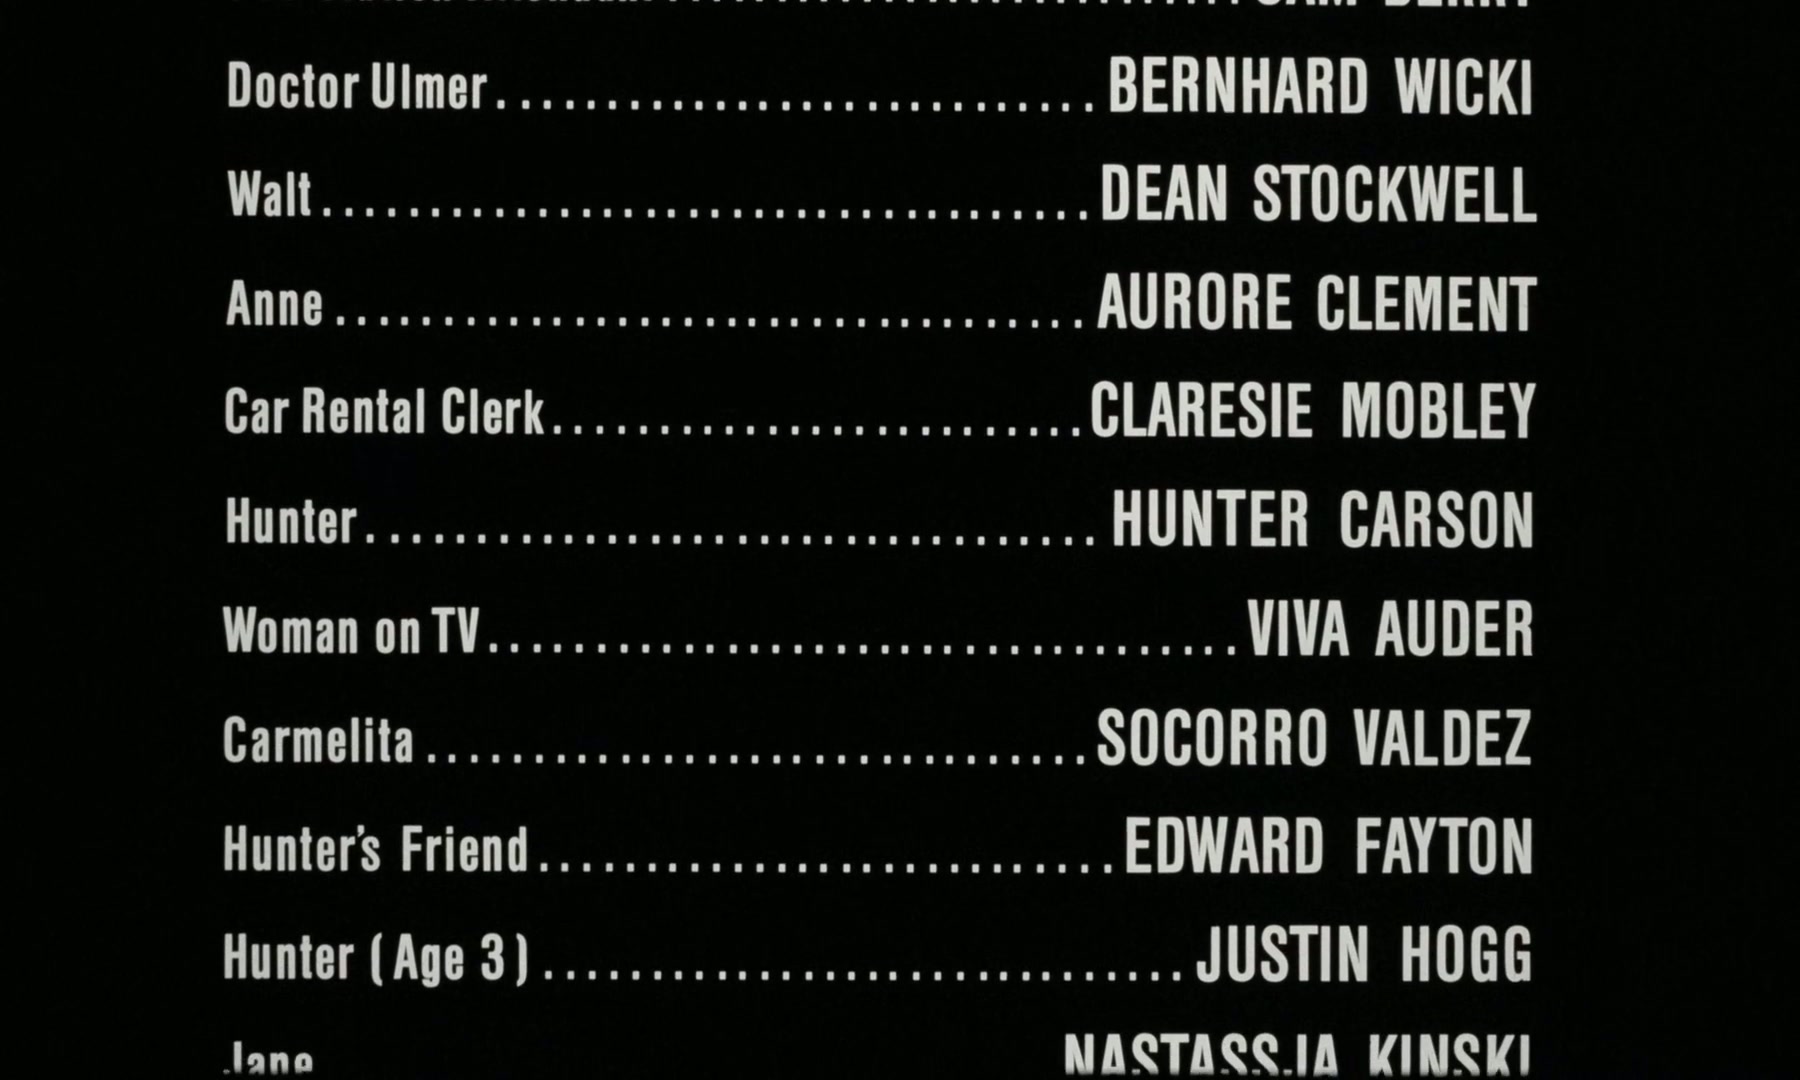 SAM BERRY
Doctor Ulmer..............................BERNHARD WICKI
Walt....................................DEAN STOCKWELL
Anne...................................AURORE CLEMENT
Car Rental Clerk.........................CLARESIE MOBLEY
Hunter..................................HUNTER CARSON
Woman on TV...................................VIVA AUDER
Carmelita...............................SOCORRO VALDEZ
Hunter's Friend...........................EDWARD FAYTON
Hunter (Age 3)..............................JUSTIN HOGG
Jane NASTASSJA KINSKI